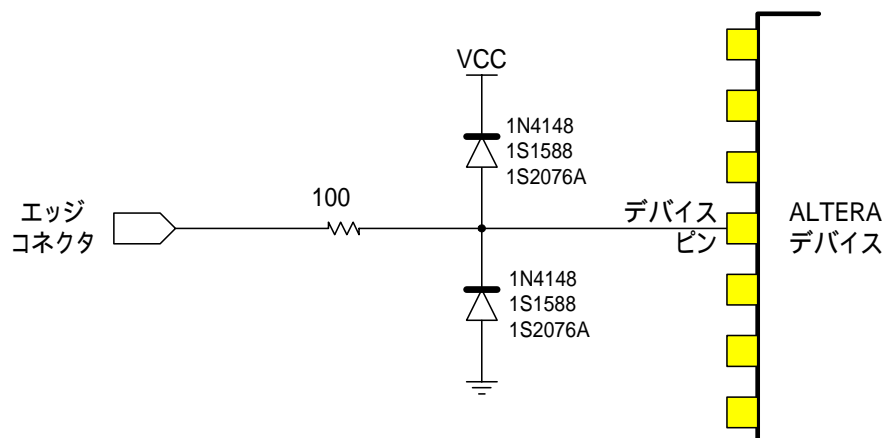 VCC
1N4148
1S1588
1S2076A
100
エッジ
コネクタ
デバイス
ピン
ALTERA
デバイス
1N4148
1S1588
1S2076A